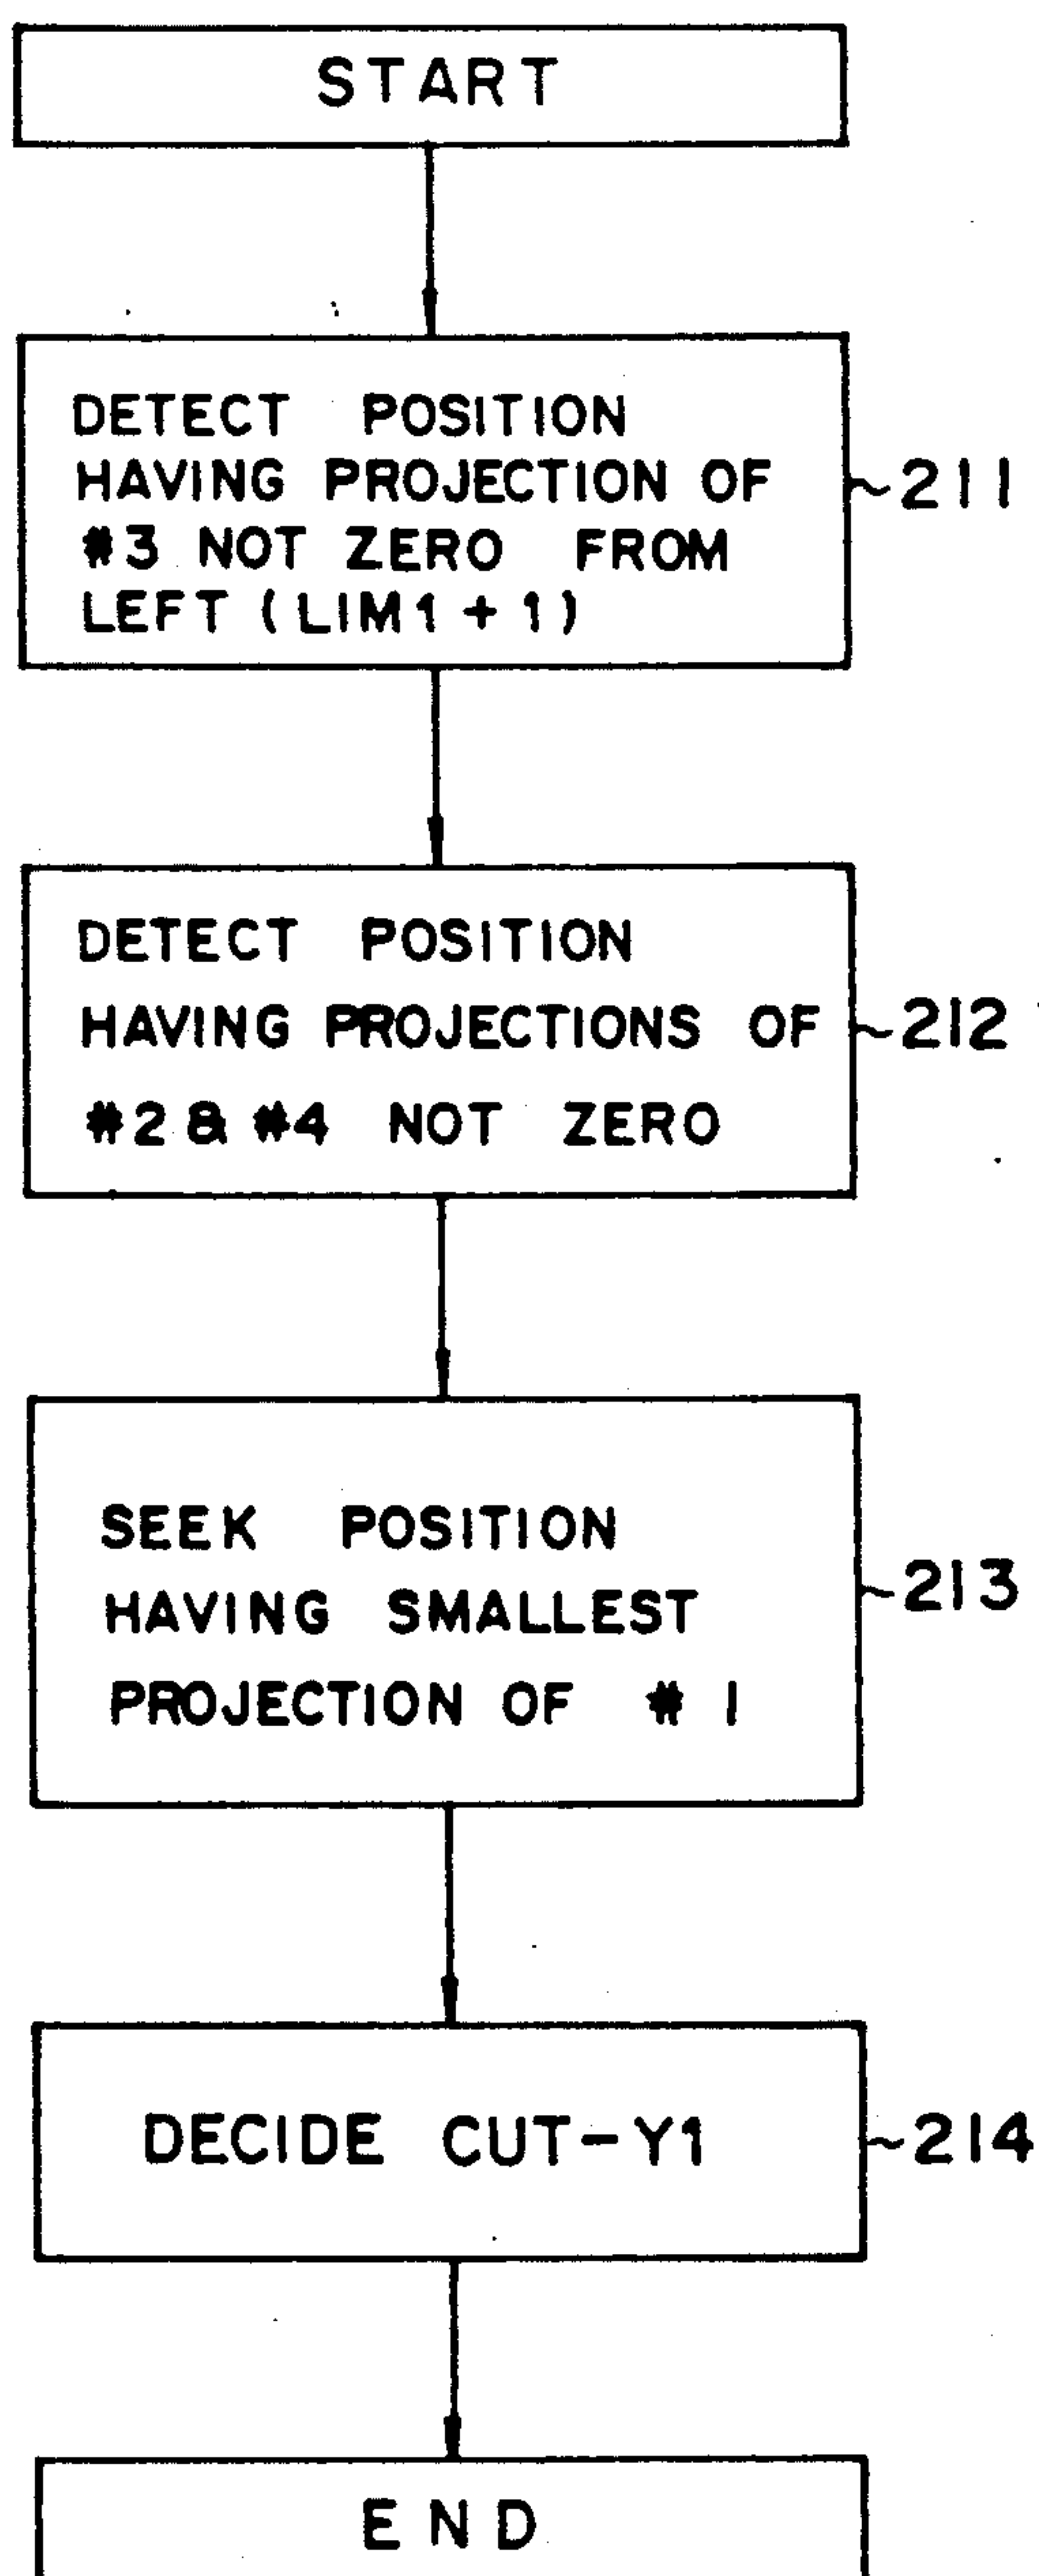 START
DETECT POSITION
HAVING PROJECTION OF
#3 NOT ZERO FROM
LEFT (LIM1 + 1)
211
DETECT POSITION
HAVING PROJECTIONS OF
#2 & #4 NOT ZERO
212
SEEK POSITION
HAVING SMALLEST
PROJECTION OF # 1
213
DECIDE CUT-Y1
214
END